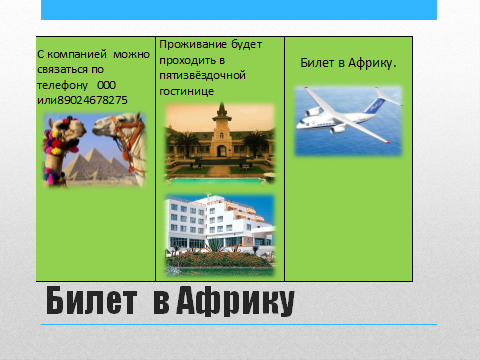 С компанией можно
связаться по
телефону 000
или89024678275
Проживание будет
проходить в
пятизвёздочной
гостинице
Билет в Африку.
Билет в Африку